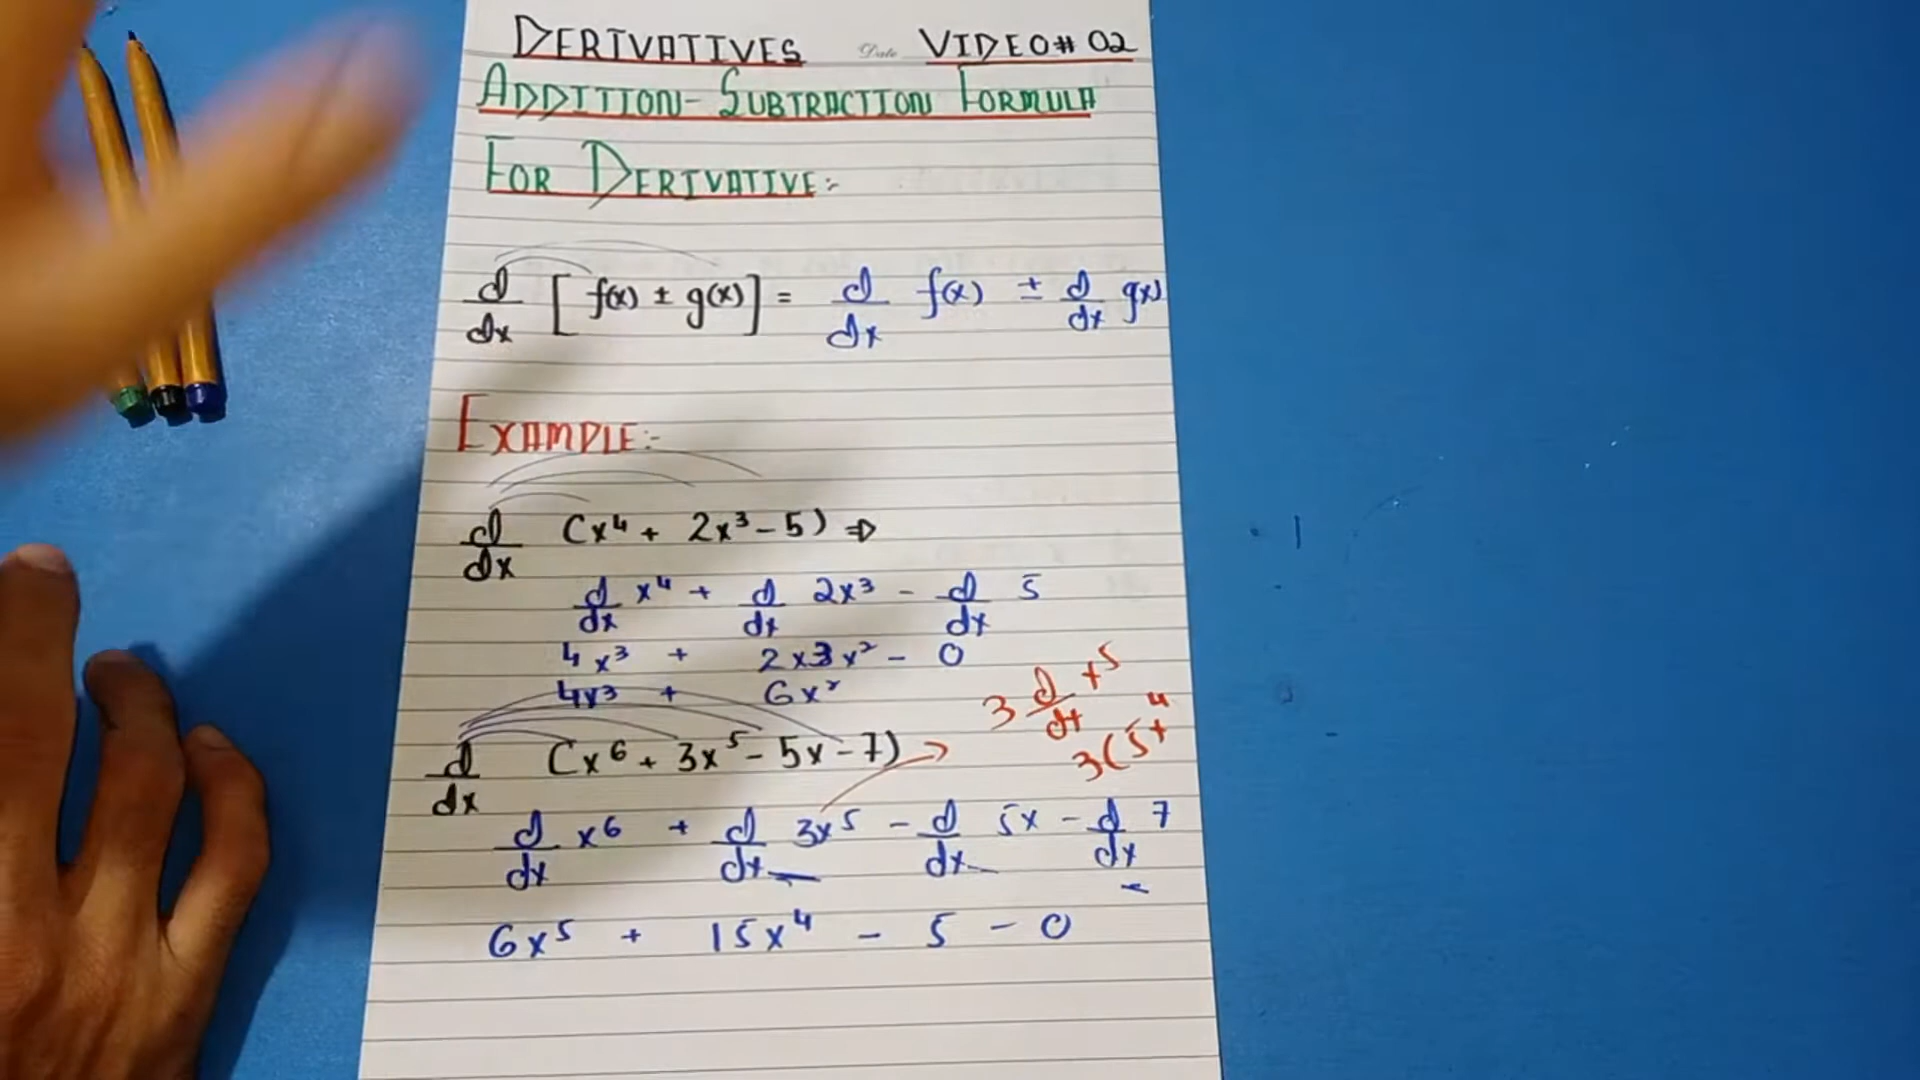 DERIVATIVES Date VIDEO# 02
ADDITION-SUBTRACTION FORMULA
FOR DERIVATIVE:-
d/dx [f(x) ± g(x)] = d/dx f(x) ± d/dx g(x)
EXAMPLE:-
d/dx (x⁴ + 2x³ - 5) ⇒
d/dx x⁴ + d/dx 2x³ - d/dx 5
4x³ + 2x3x² - 0
4x³ + 6x²
3 d/dx x⁵
3(5x⁴
d/dx (x⁶ + 3x⁵ - 5x - 7)
d/dx x⁶ + d/dx 3x⁵ - d/dx 5x - d/dx 7
6x⁵ + 15x⁴ - 5 - 0